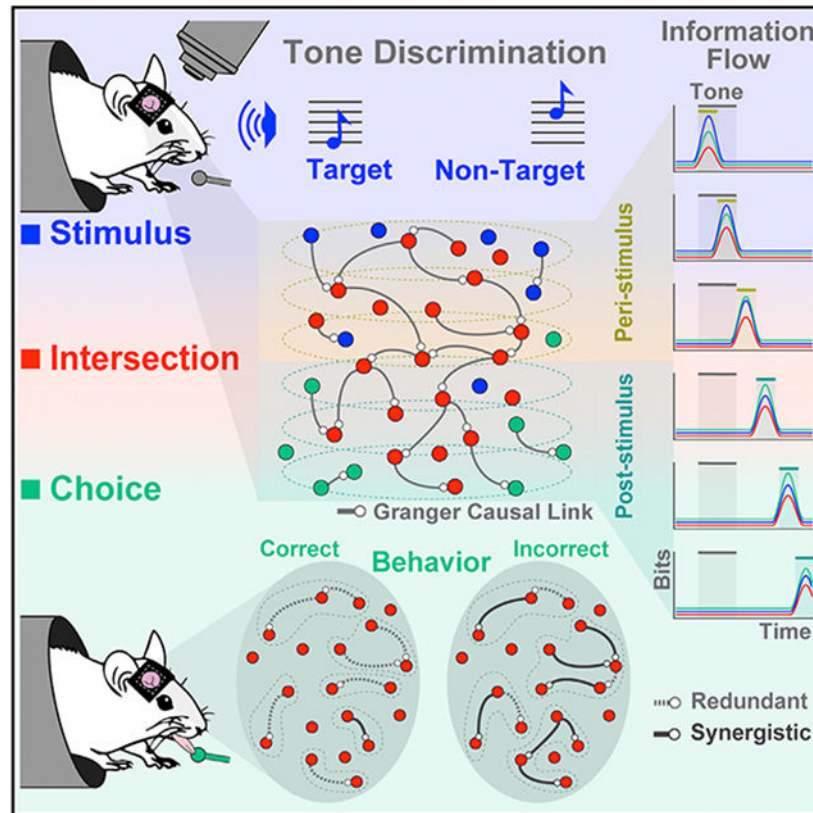 Tone Discrimination
Information
Flow
Tone
Target
Non-Target
Stimulus
Intersection
Choice
Peri-stimulus
Post-stimulus
Granger Causal Link
Bits
Time
Correct
Behavior
Incorrect
Redundant
Synergistic